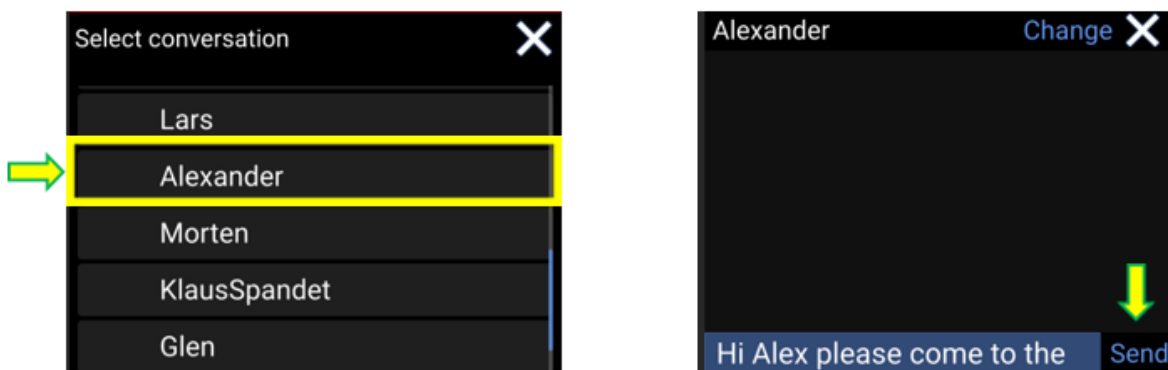 Select conversation
Lars
Alexander
Morten
KlausSpandet
Glen
Alexander Change
Hi Alex please come to the Send